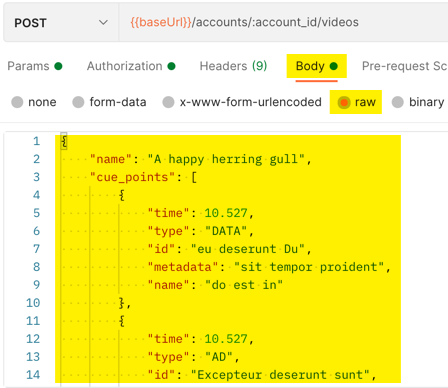 POST {{baseUrl}}/accounts/:account_id/videos
Params Authorization Headers (9) Body Pre-request Sc
none form-data x-www-form-urlencoded raw binary
1 {
2 "name": "A happy herring gull",
3 "cue_points": [
4 {
5 "time": 10.527,
6 "type": "DATA",
7 "id": "eu deserunt Du",
8 "metadata": "sit tempor proident",
9 "name": "do est in"
10 },
11 {
12 "time": 10.527,
13 "type": "AD",
14 "id": "Excepteur deserunt sunt",